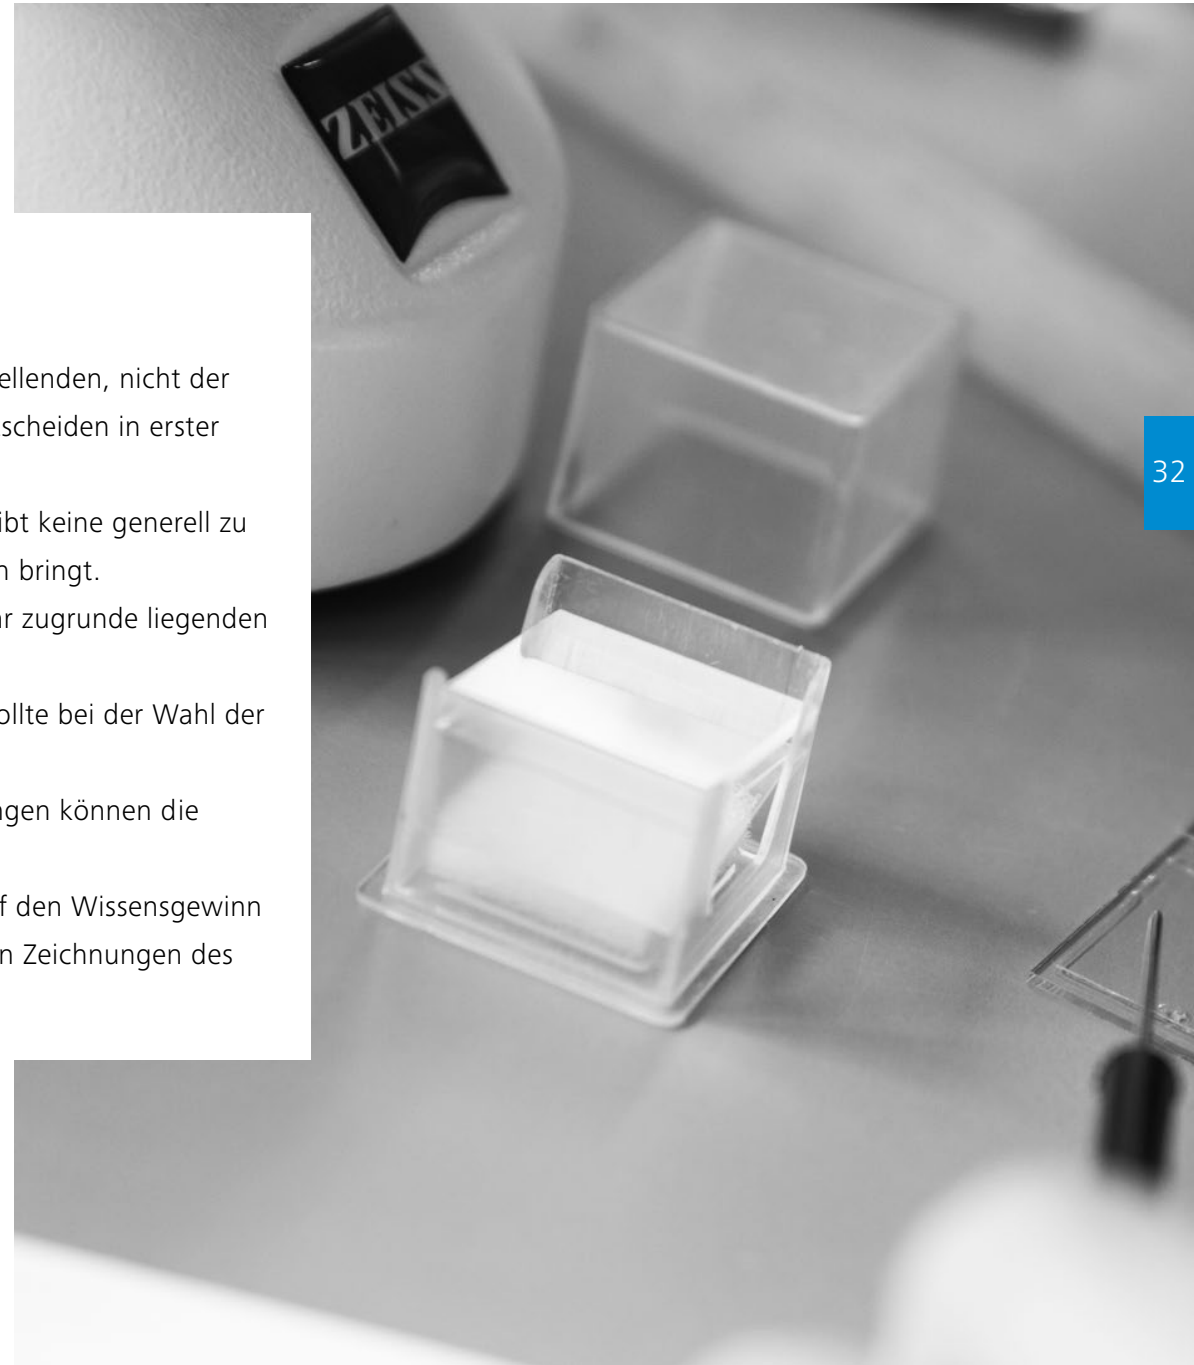 ZEISS
ellenden, nicht der
scheiden in erster
32
ibt keine generell zu
n bringt.
ar zugrunde liegenden
ollte bei der Wahl der
ngen können die
f den Wissensgewinn
n Zeichnungen des